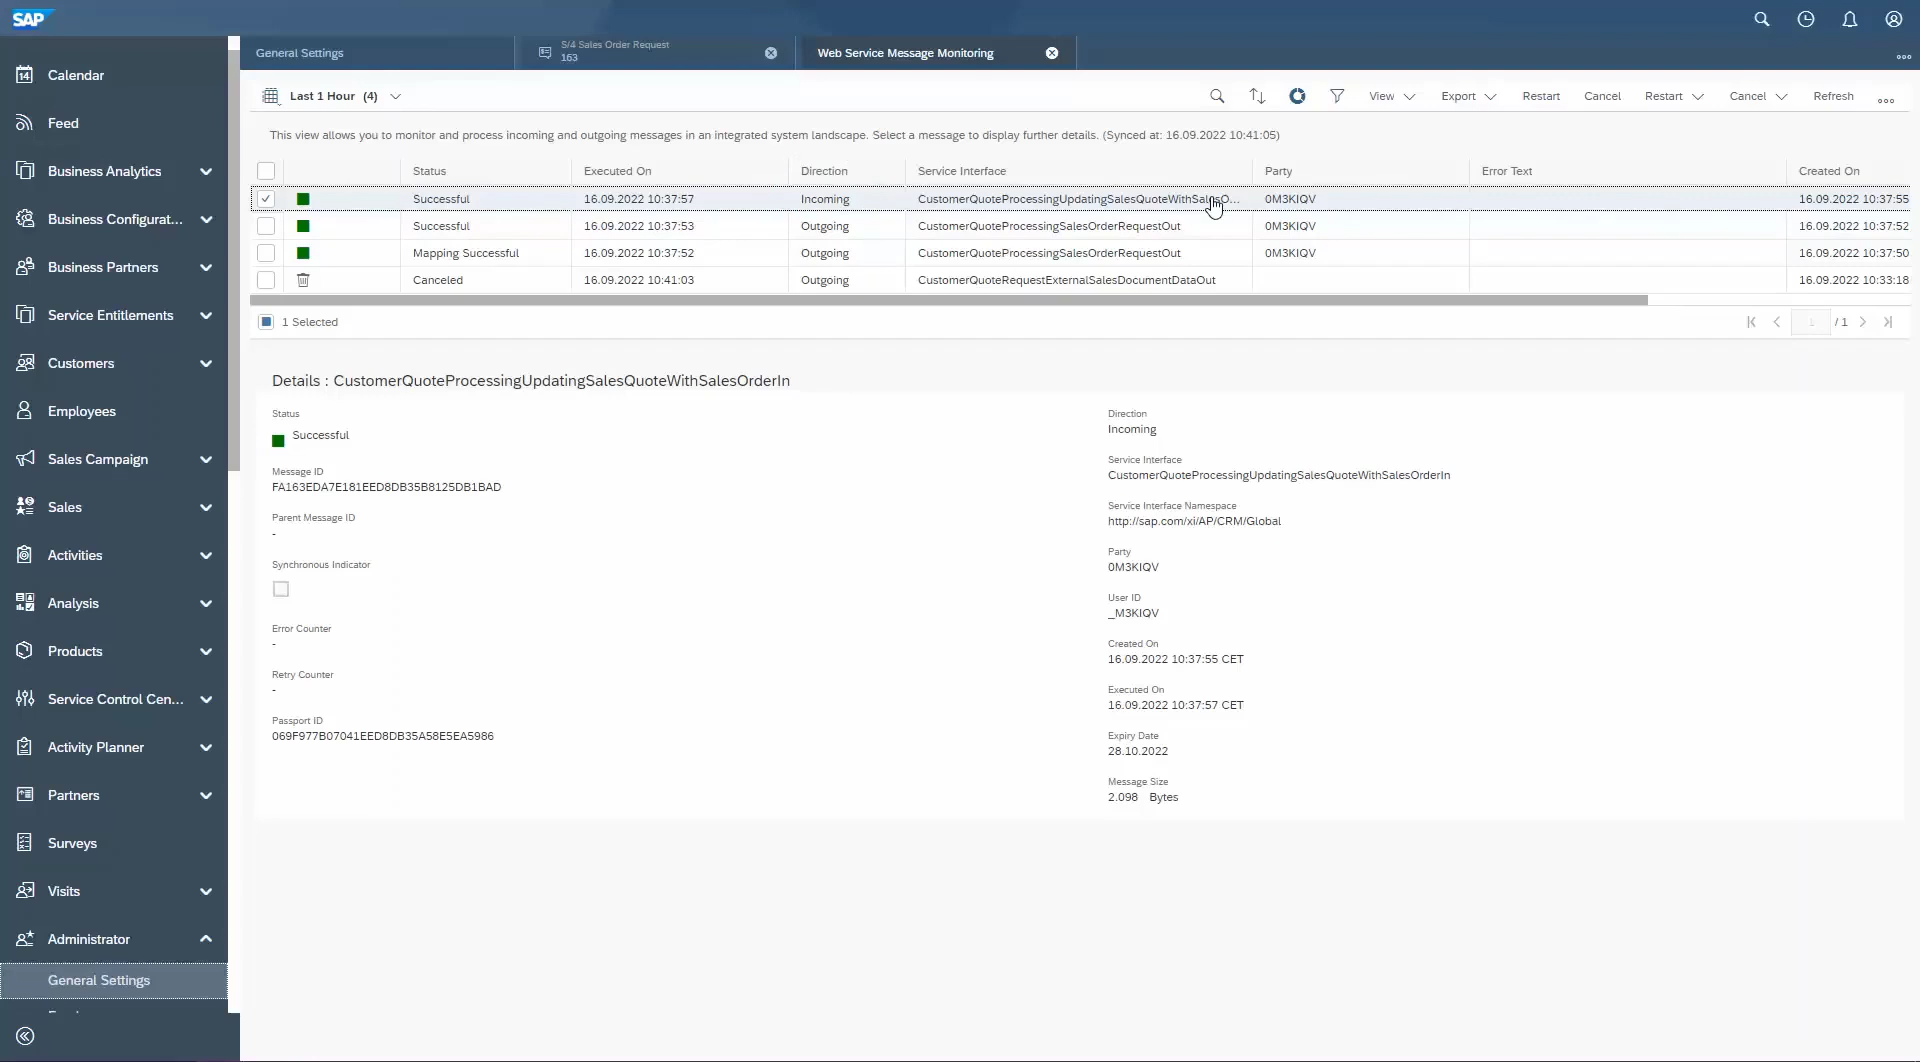 SAP
General Settings
S/4 Sales Order Request
163
Web Service Message Monitoring
14
Calendar
Feed
Business Analytics
Business Configurat...
Business Partners
Service Entitlements
Customers
Employees
Sales Campaign
Sales
Activities
Analysis
Products
Service Control Cen...
Activity Planner
Partners
Surveys
Visits
Administrator
General Settings
Last 1 Hour (4)
View
Export
Restart
Cancel
Restart
Cancel
Refresh
This view allows you to monitor and process incoming and outgoing messages in an integrated system landscape. Select a message to display further details. (Synced at: 16.09.2022 10:41:05)
Status Executed On Direction Service Interface Party Error Text Created On
Successful 16.09.2022 10:37:57 Incoming CustomerQuoteProcessingUpdatingSalesQuoteWithSalesO... 0M3KIQV 16.09.2022 10:37:55
Successful 16.09.2022 10:37:53 Outgoing CustomerQuoteProcessingSalesOrderRequestOut 0M3KIQV 16.09.2022 10:37:52
Mapping Successful 16.09.2022 10:37:52 Outgoing CustomerQuoteProcessingSalesOrderRequestOut 0M3KIQV 16.09.2022 10:37:50
Canceled 16.09.2022 10:41:03 Outgoing CustomerQuoteRequestExternalSalesDocumentDataOut 16.09.2022 10:33:18
1 Selected
1 / 1
Details : CustomerQuoteProcessingUpdatingSalesQuoteWithSalesOrderIn
Status
Successful
Message ID
FA163EDA7E181EED8DB35B8125DB1BAD
Parent Message ID
-
Synchronous Indicator
Error Counter
-
Retry Counter
-
Passport ID
069F977B07041EED8DB35A58E5EA5986
Direction
Incoming
Service Interface
CustomerQuoteProcessingUpdatingSalesQuoteWithSalesOrderIn
Service Interface Namespace
http://sap.com/xi/AP/CRM/Global
Party
0M3KIQV
User ID
_M3KIQV
Created On
16.09.2022 10:37:55 CET
Executed On
16.09.2022 10:37:57 CET
Expiry Date
28.10.2022
Message Size
2.098 Bytes